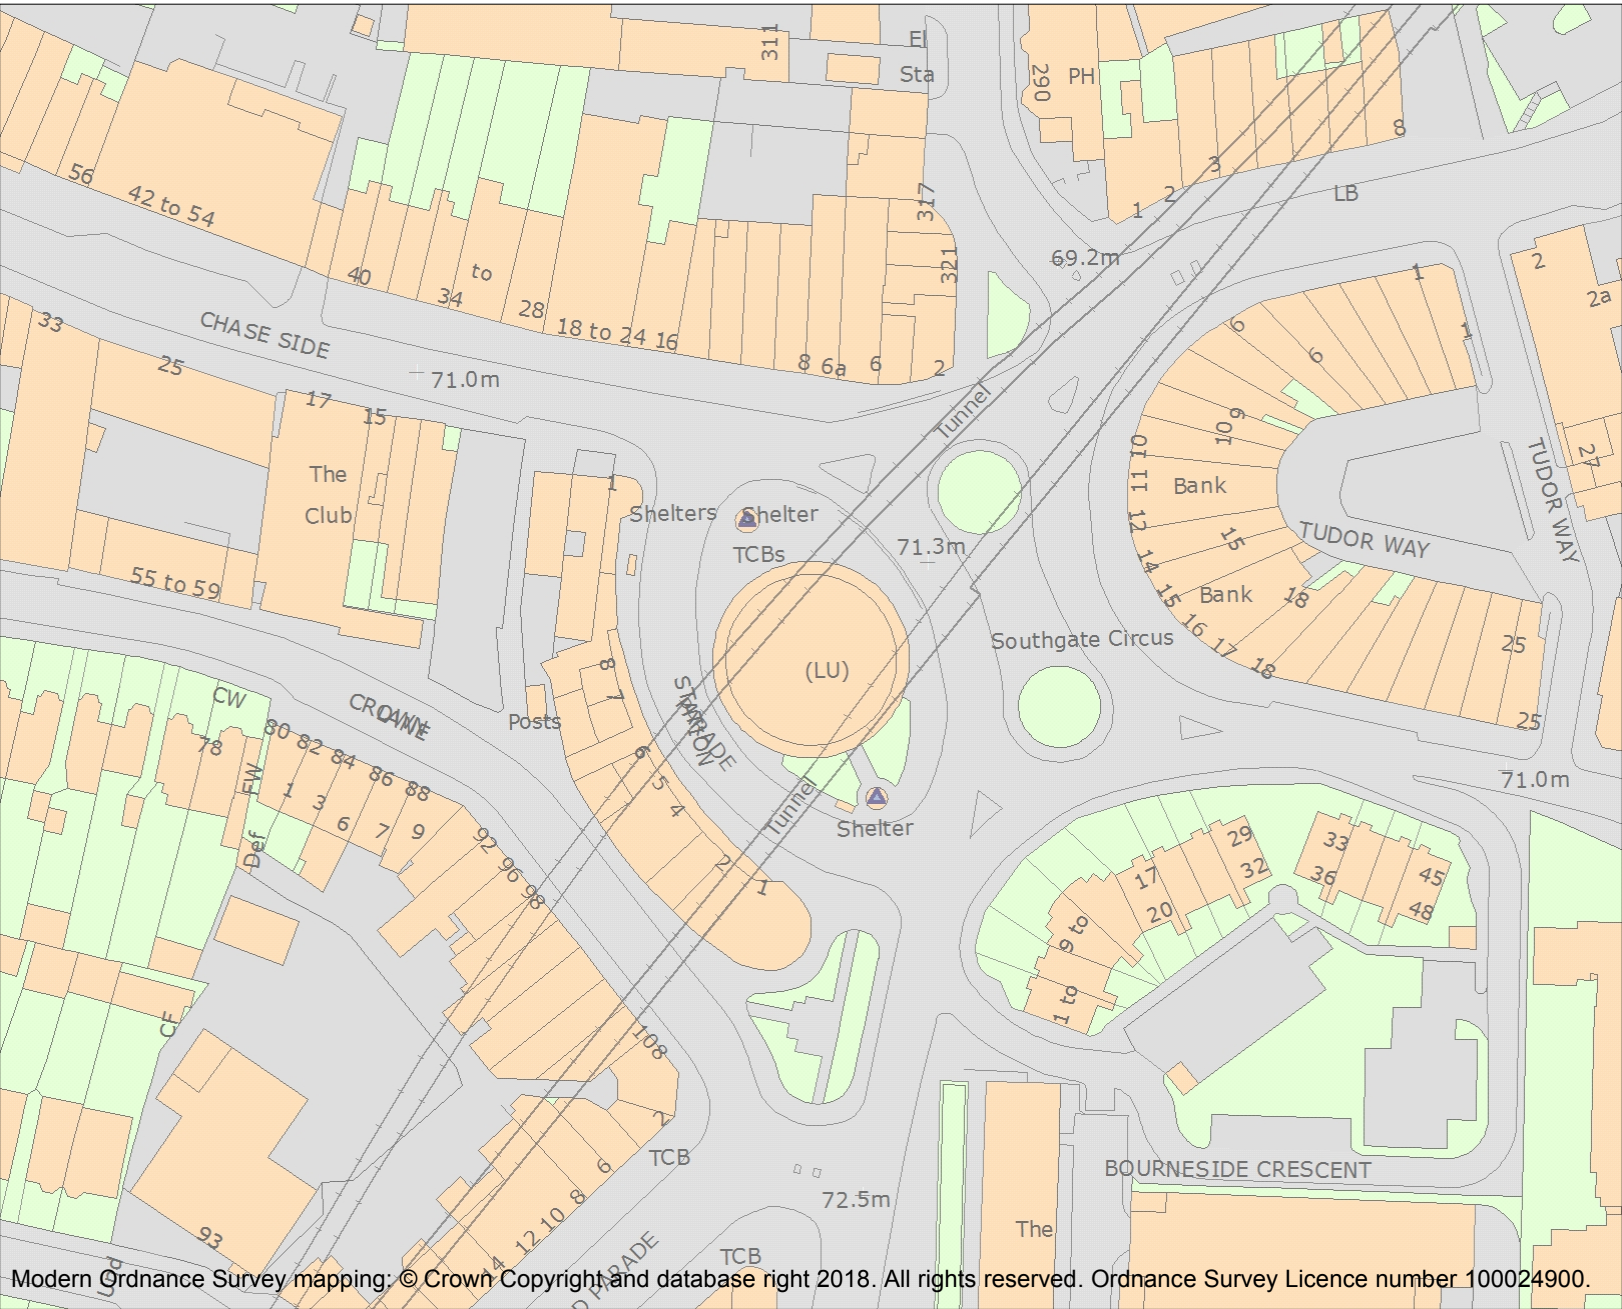 311
El
Sta
290
PH
8
56
42 to 54
3
2
1
LB
317
321
69.2m
40
to
34
28
18 to 24
16
8
6a
6
2
1
1
2
2a
6
6
33
25
CHASE SIDE
71.0m
17
15
The
Club
Tunnel
9
10
10
11
12
14
15
16
17
18
Bank
15
Bank
18
27
TUDOR WAY
TUDOR WAY
1
Shelters
Shelter
TCBs
71.3m
55 to 59
Southgate Circus
25
25
(LU)
8
7
CW
CROWN
LANE
Posts
STATION
PARADE
80
82
84
86
88
78
FW
1
3
6
7
9
Def
92
96
98
6
5
4
2
1
Tunnel
Shelter
71.0m
29
32
17
20
33
36
45
48
9 to
1 to
CF
108
2
TCB
6
8
10
12
14
72.5m
TCB
BOURNESIDE CRESCENT
The
93
Und
D PARADE
Modern Ordnance Survey mapping: © Crown Copyright and database right 2018. All rights reserved. Ordnance Survey Licence number 100024900.